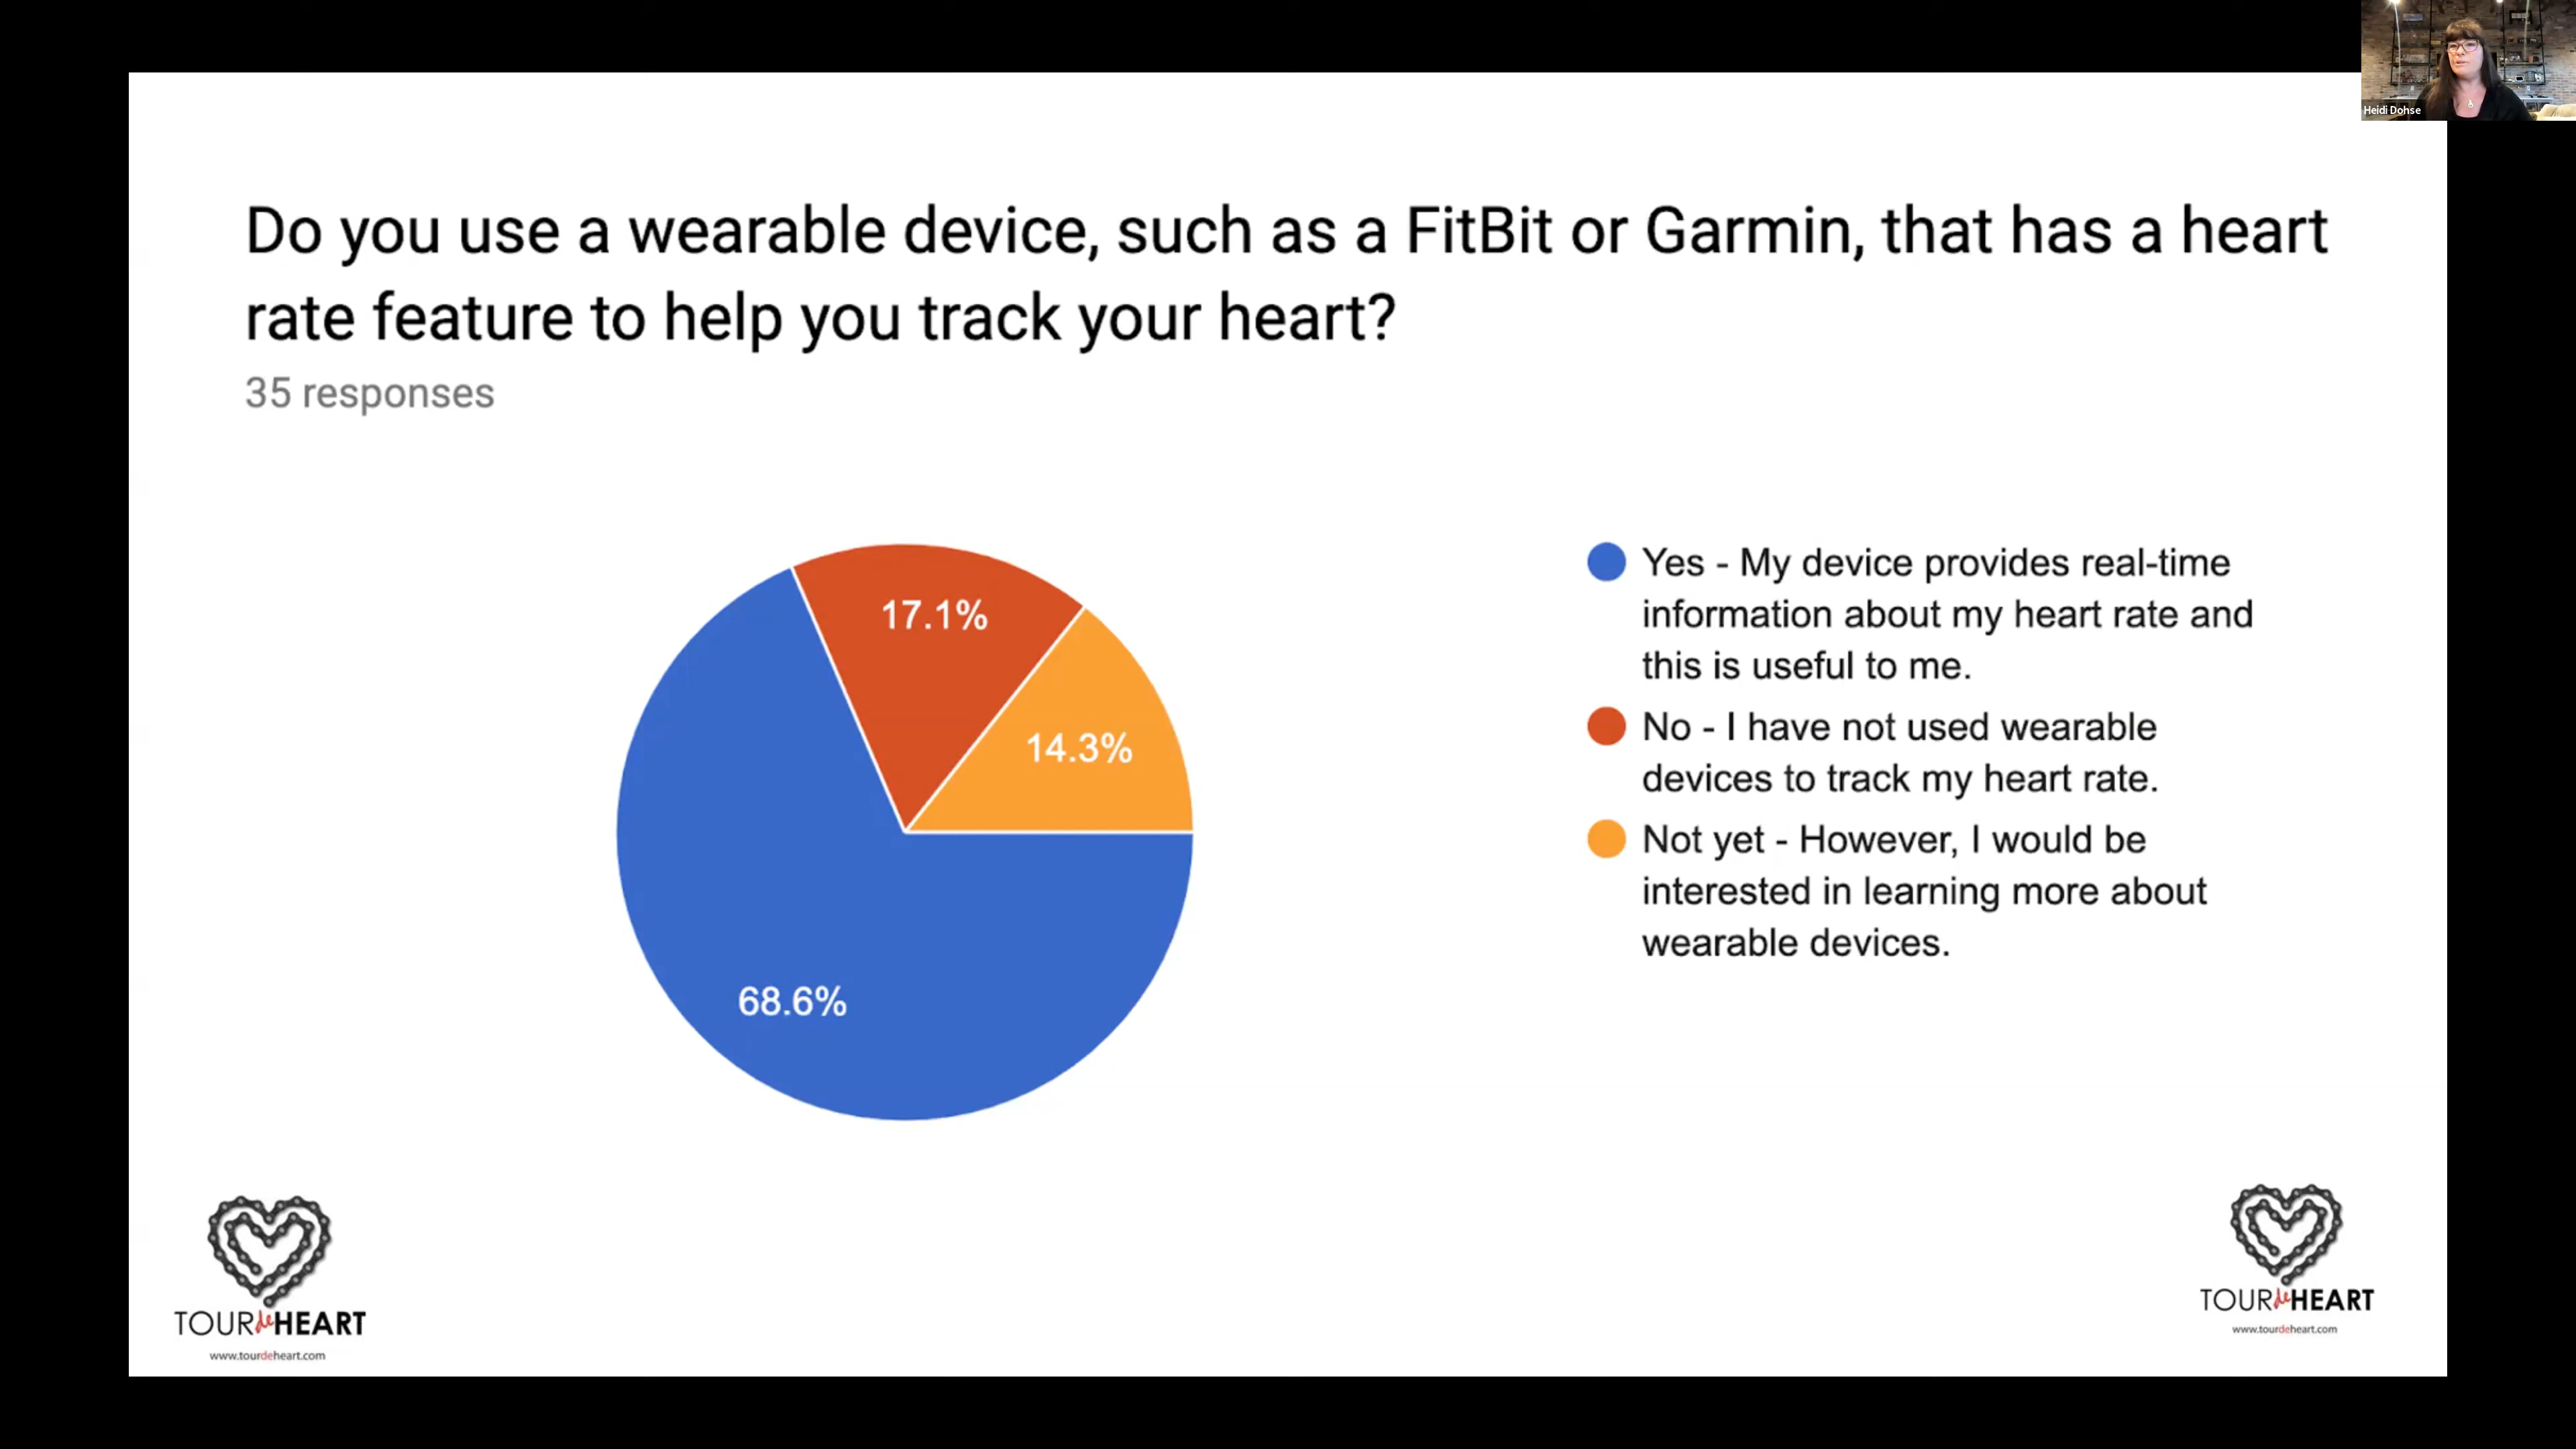 Heidi Dohse
Do you use a wearable device, such as a FitBit or Garmin, that has a heart
rate feature to help you track your heart?
35 responses
17.1%
14.3%
68.6%
Yes - My device provides real-time
information about my heart rate and
this is useful to me.
No - I have not used wearable
devices to track my heart rate.
Not yet - However, I would be
interested in learning more about
wearable devices.
TOUR de HEART
www.tourdeheart.com
TOUR de HEART
www.tourdeheart.com